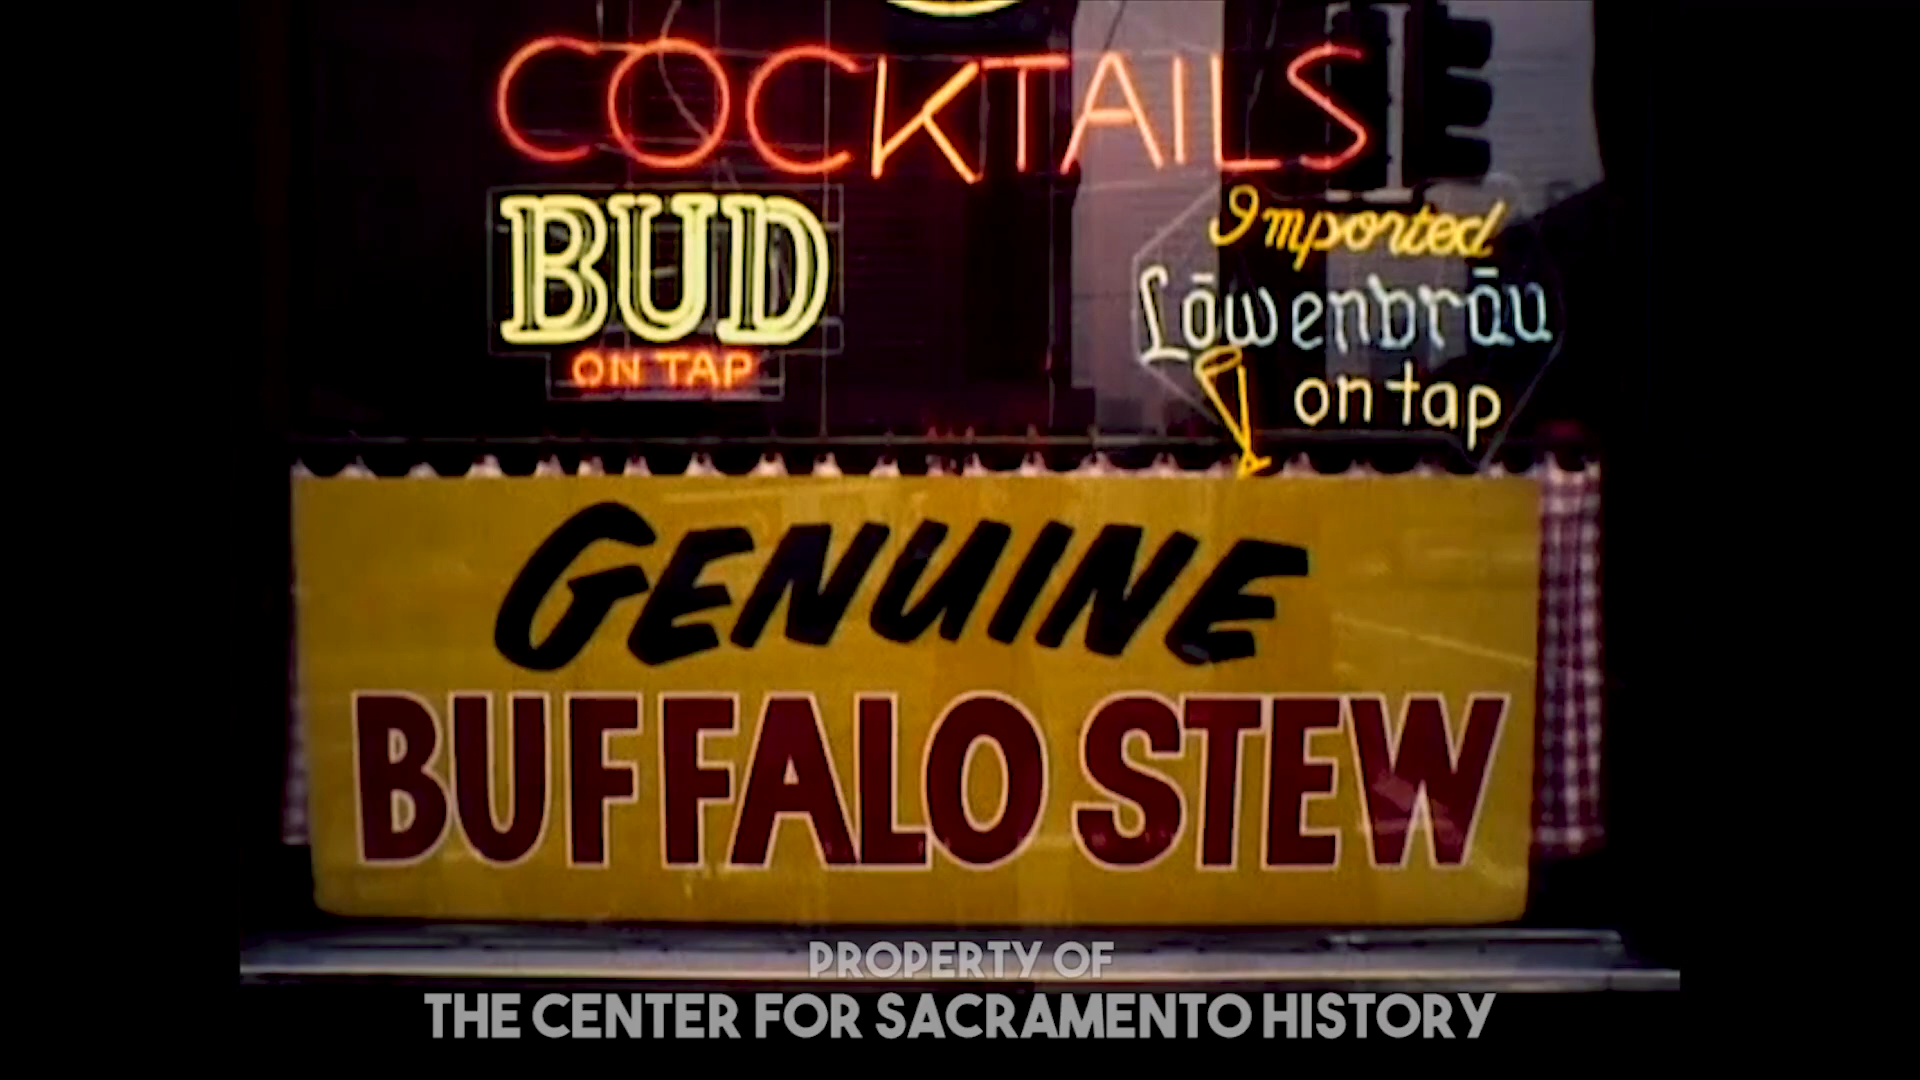 COCKTAILS
BUD
ON TAP
Imported
Löwenbräu
on tap
GENUINE
BUFFALO STEW
PROPERTY OF
THE CENTER FOR SACRAMENTO HISTORY